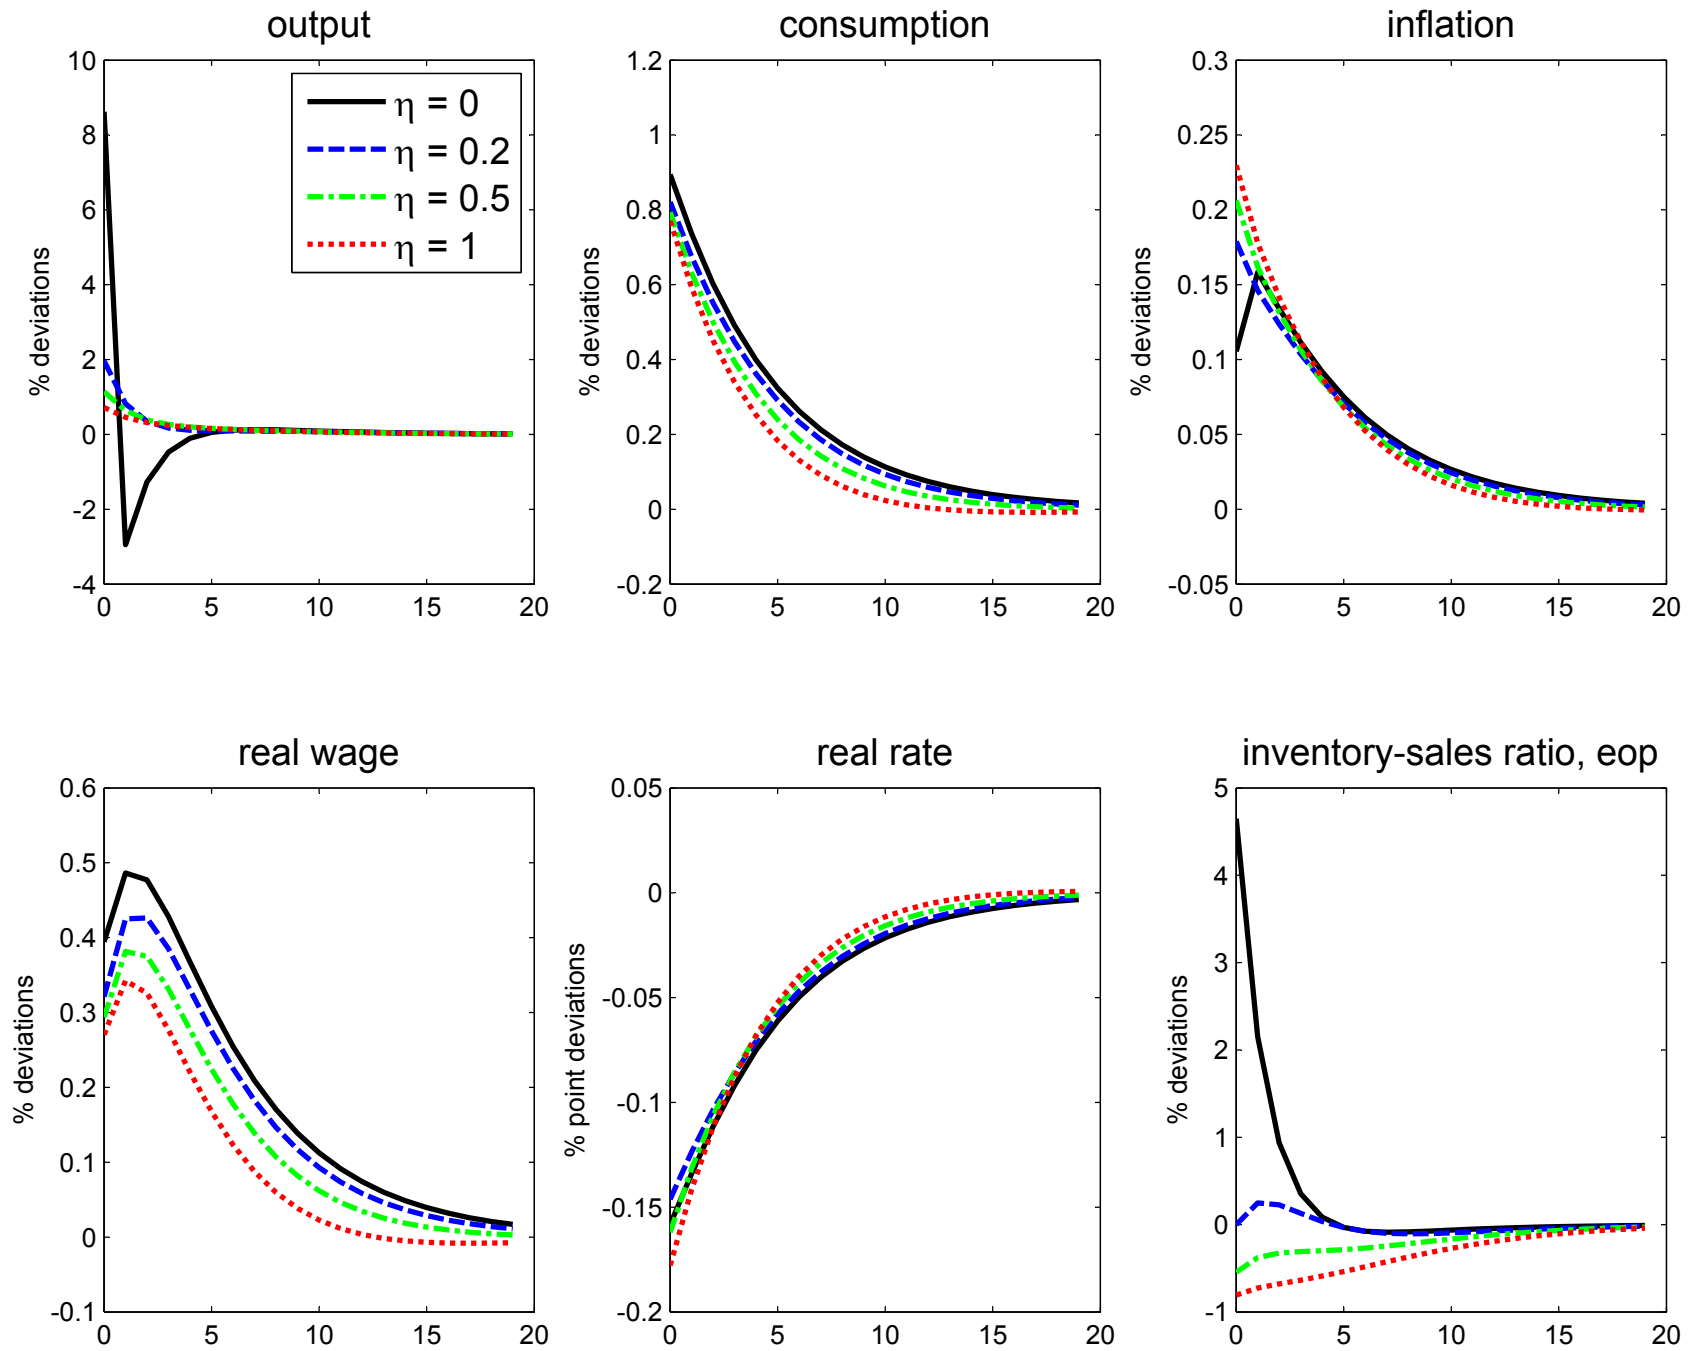 output
% deviations
10
8
6
4
2
0
-2
-4
0 5 10 15 20
η = 0
η = 0.2
η = 0.5
η = 1
consumption
% deviations
1.2
1
0.8
0.6
0.4
0.2
0
-0.2
0 5 10 15 20
inflation
% deviations
0.3
0.25
0.2
0.15
0.1
0.05
0
-0.05
0 5 10 15 20
real wage
% deviations
0.6
0.5
0.4
0.3
0.2
0.1
0
-0.1
0 5 10 15 20
real rate
% point deviations
0.05
0
-0.05
-0.1
-0.15
-0.2
0 5 10 15 20
inventory-sales ratio, eop
% deviations
5
4
3
2
1
0
-1
0 5 10 15 20